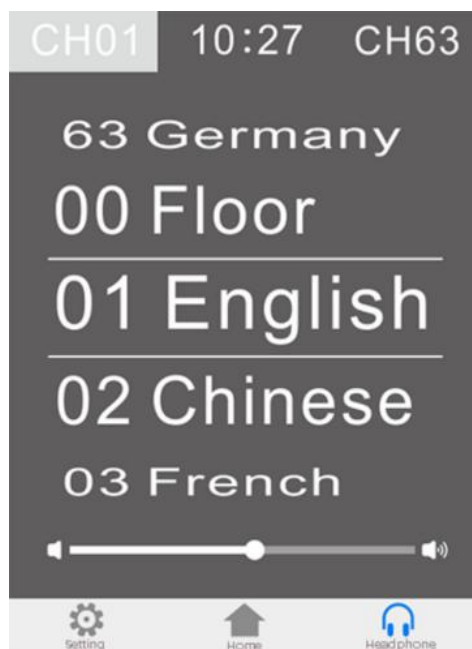 CH01 10:27 CH63
63 Germany
00 Floor
01 English
02 Chinese
03 French
Setting Home Headphone